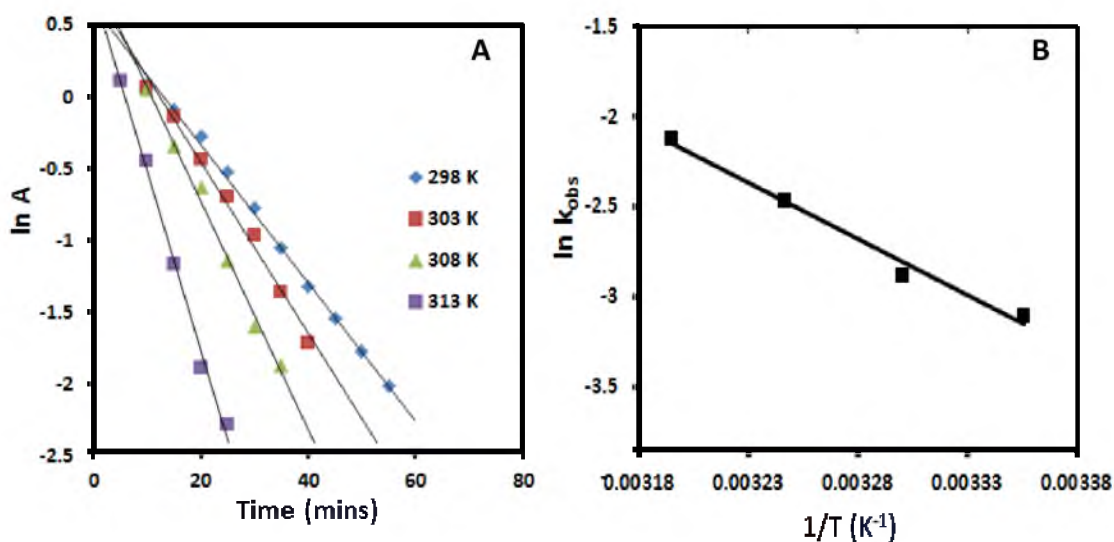 A
ln A
0.5
0
-0.5
-1
-1.5
-2
-2.5
298 K
303 K
308 K
313 K
0
20
40
60
80
Time (mins)
B
ln kobs
-1.5
-2
-2.5
-3
-3.5
0.00318
0.00323
0.00328
0.00333
0.00338
1/T (K⁻¹)